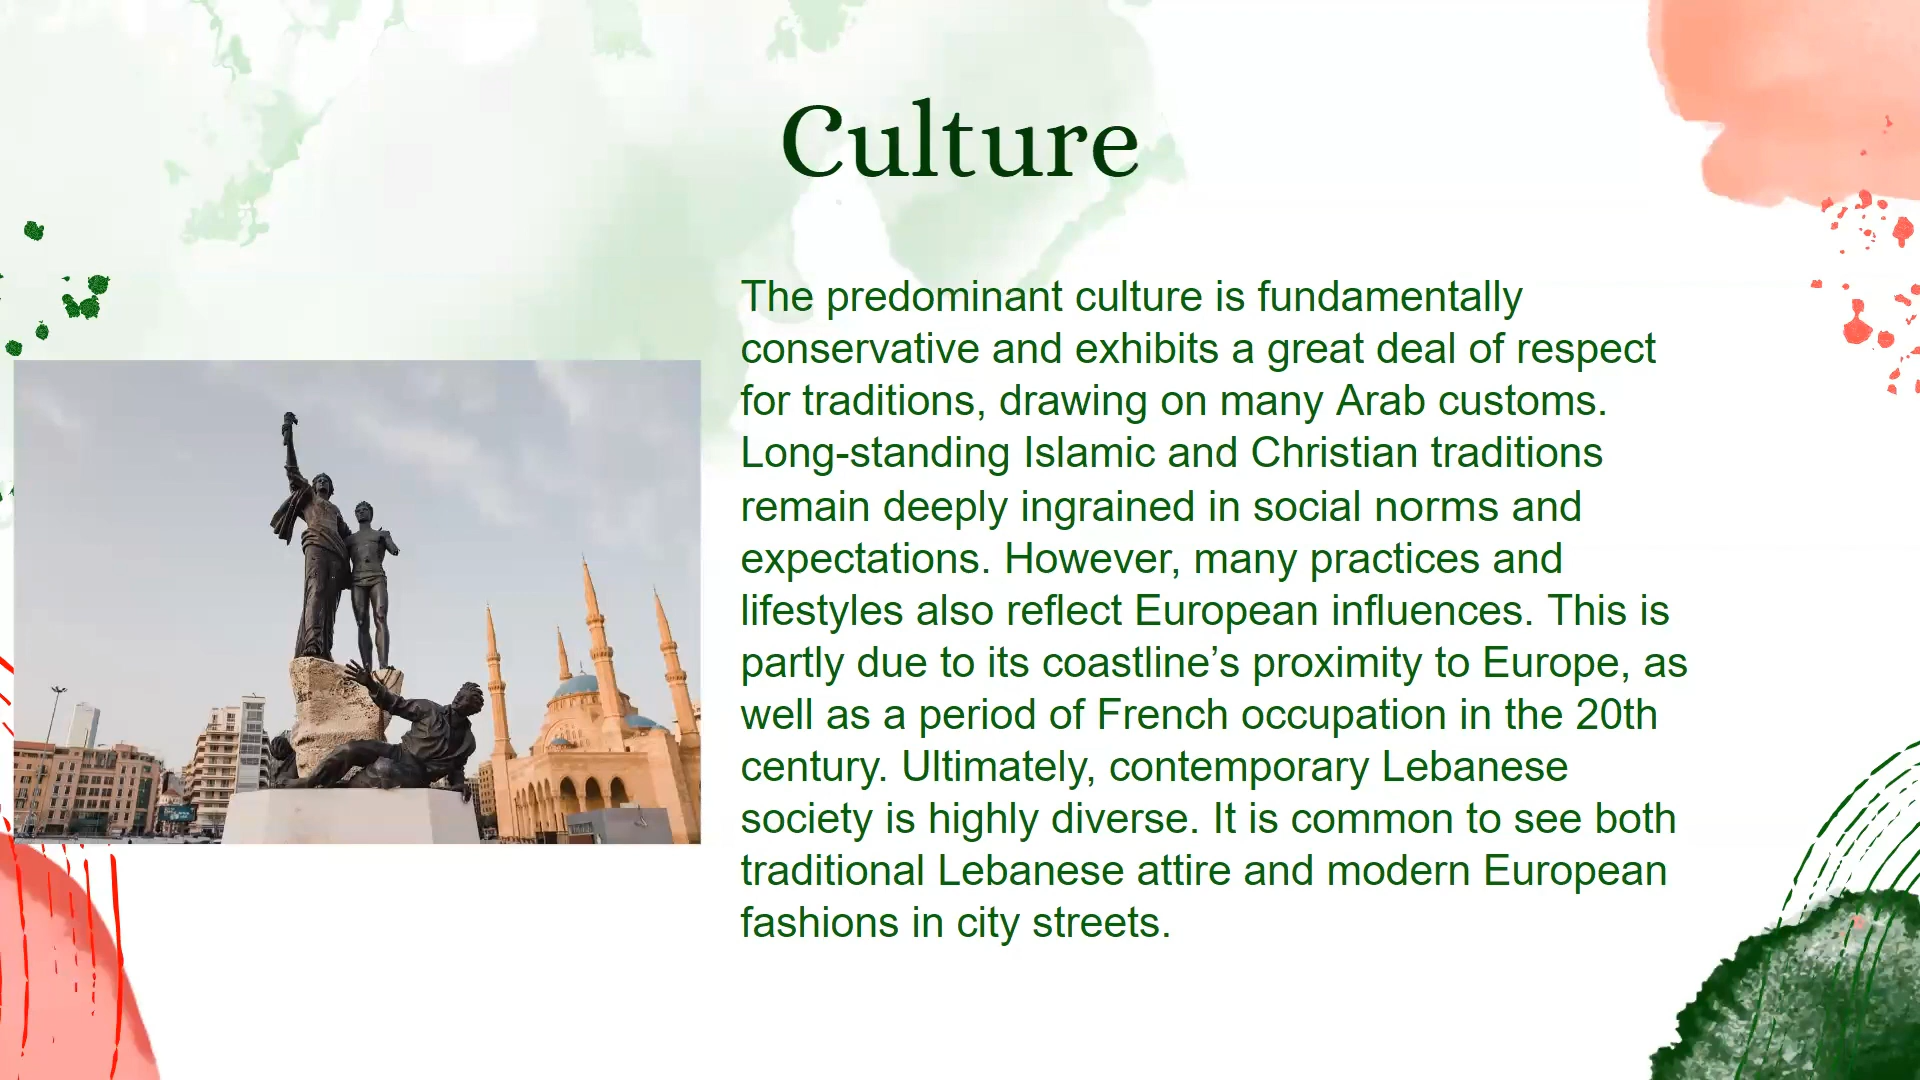 Culture
The predominant culture is fundamentally
conservative and exhibits a great deal of respect
for traditions, drawing on many Arab customs.
Long-standing Islamic and Christian traditions
remain deeply ingrained in social norms and
expectations. However, many practices and
lifestyles also reflect European influences. This is
partly due to its coastline’s proximity to Europe, as
well as a period of French occupation in the 20th
century. Ultimately, contemporary Lebanese
society is highly diverse. It is common to see both
traditional Lebanese attire and modern European
fashions in city streets.